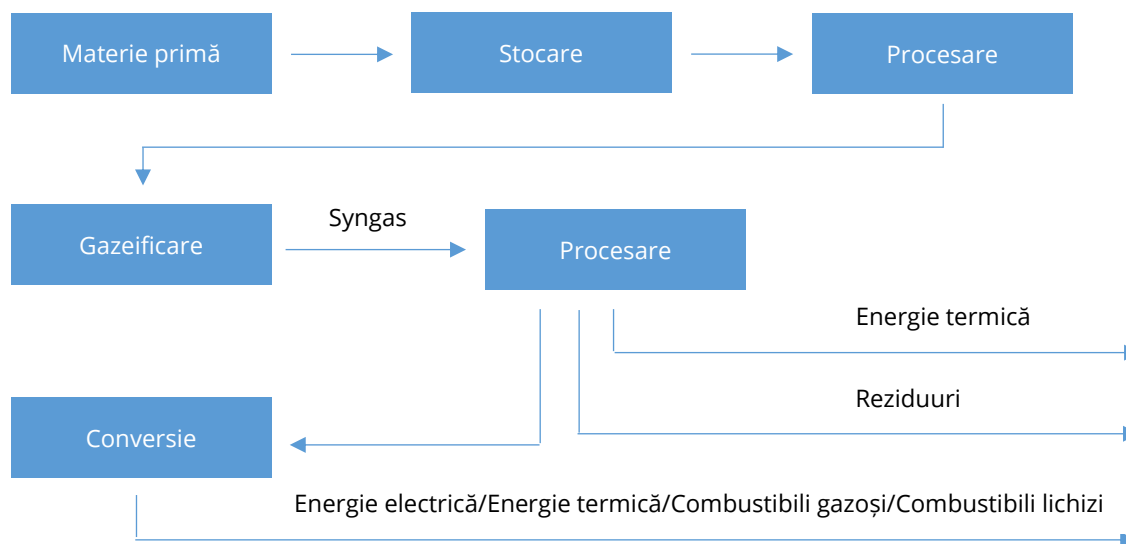 Materie primă
Stocare
Procesare
Gazeificare
Syngas
Procesare
Energie termică
Reziduuri
Conversie
Energie electrică/Energie termică/Combustibili gazoși/Combustibili lichizi